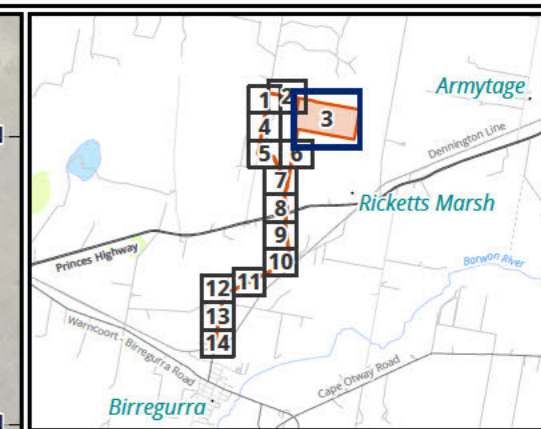 Armytage
1
2
3
4
5
6
Dennington Line
7
8
Ricketts Marsh
9
Princes Highway
10
Barwon River
11
12
13
14
Warncoort - Birregurra Road
Cape Otway Road
Birregurra